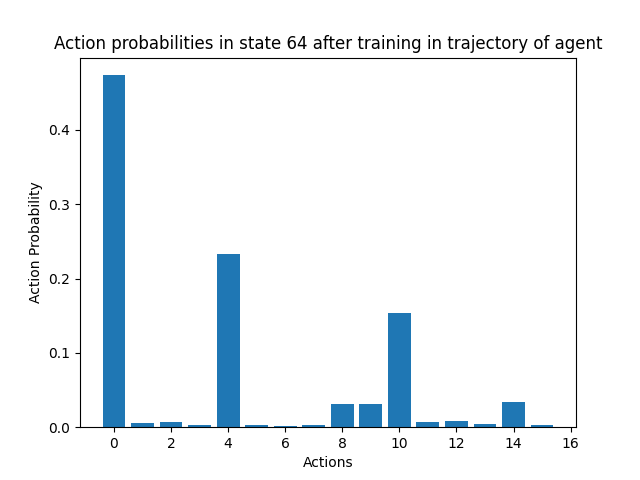 Action probabilities in state 64 after training in trajectory of agent
Action Probability
0.4
0.3
0.2
0.1
0.0
0 2 4 6 8 10 12 14 16
Actions